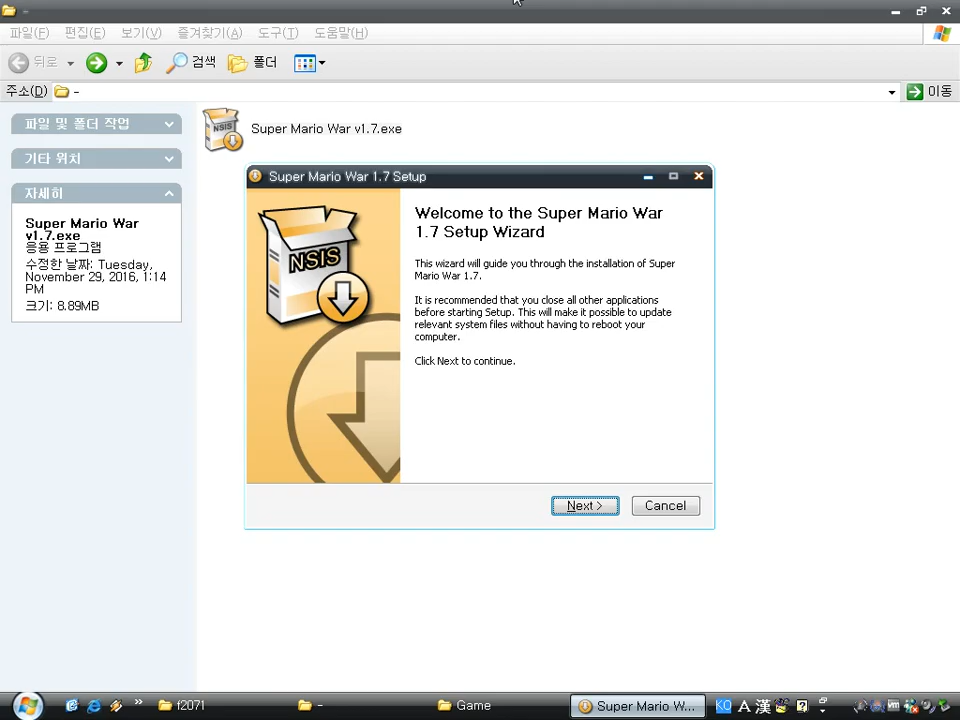 -
파일(F) 편집(E) 보기(V) 즐겨찾기(A) 도구(T) 도움말(H)
뒤로 검색 폴더
주소(D) - 이동
파일 및 폴더 작업
기타 위치
자세히
Super Mario War
v1.7.exe
응용 프로그램
수정한 날짜: Tuesday,
November 29, 2016, 1:14
PM
크기: 8.89MB
NSIS
Super Mario War v1.7.exe
Super Mario War 1.7 Setup
NSIS
Welcome to the Super Mario War
1.7 Setup Wizard
This wizard will guide you through the installation of Super
Mario War 1.7.
It is recommended that you close all other applications
before starting Setup. This will make it possible to update
relevant system files without having to reboot your
computer.
Click Next to continue.
Next >
Cancel
f2071 - Game Super Mario W... KO A 漢